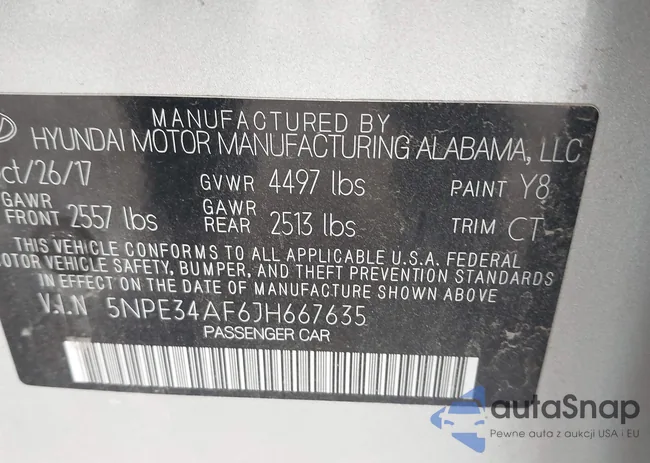 MANUFACTURED BY
HYUNDAI MOTOR MANUFACTURING ALABAMA, LLC
ct/26/17 GVWR 4497 lbs PAINT Y8
GAWR FRONT 2557 lbs GAWR REAR 2513 lbs TRIM CT
THIS VEHICLE CONFORMS TO ALL APPLICABLE U.S.A. FEDERAL
MOTOR VEHICLE SAFETY, BUMPER, AND THEFT PREVENTION STANDARDS
IN EFFECT ON THE DATE OF MANUFACTURE SHOWN ABOVE
V.I.N 5NPE34AF6JH667635
PASSENGER CAR
autaSnap
Pewne auta z aukcji USA i EU